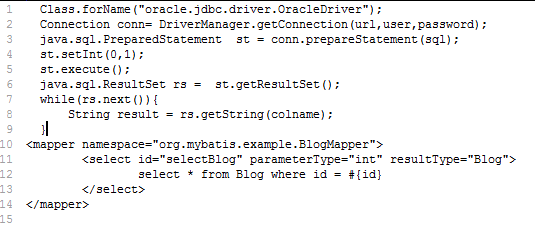 1 Class.forName("oracle.jdbc.driver.OracleDriver");
2 Connection conn= DriverManager.getConnection(url,user,password);
3 java.sql.PreparedStatement  st = conn.prepareStatement(sql);
4 st.setInt(0,1);
5 st.execute();
6 java.sql.ResultSet rs =  st.getResultSet();
7 while(rs.next()){
8 String result = rs.getString(colname);
9 }
10 <mapper namespace="org.mybatis.example.BlogMapper">
11 <select id="selectBlog" parameterType="int" resultType="Blog">
12 select * from Blog where id = #{id}
13 </select>
14 </mapper>
15